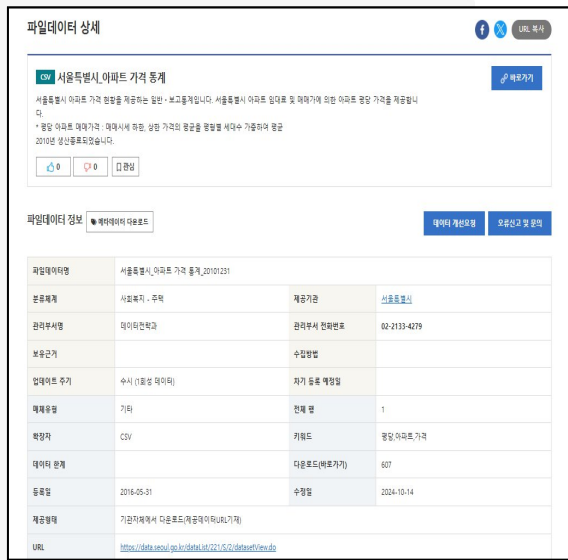 파일데이터 상세
f X URL 복사
CSV 서울특별시_아파트 가격 통계
바로가기
서울특별시 아파트 가격 현황을 제공하는 일반·보고통계입니다. 서울특별시 아파트 임대료 및 매매가에 의한 아파트 평당 가격을 제공합니
다.
* 평당 아파트 매매가격 : 매매시세 하한, 상한 가격의 평균을 평형별 세대수 가중하여 평균
2010년 생산종료되었습니다.
0 0 관심
파일데이터 정보 메타데이터 다운로드 데이터 개선요청 오류신고 및 문의
파일데이터명 서울특별시_아파트 가격 통계_20101231
분류체계 사회복지 - 주택 제공기관 서울특별시
관리부서명 데이터전략과 관리부서 전화번호 02-2133-4279
보유근거 수집방법
업데이트 주기 수시 (1회성 데이터) 차기 등록 예정일
매체유형 기타 전체 행 1
확장자 CSV 키워드 평당,아파트,가격
데이터 한계 다운로드(바로가기) 607
등록일 2016-05-31 수정일 2024-10-14
제공형태 기관자체에서 다운로드(제공데이터URL기재)
URL https://data.seoul.go.kr/dataList/221/S/2/datasetView.do